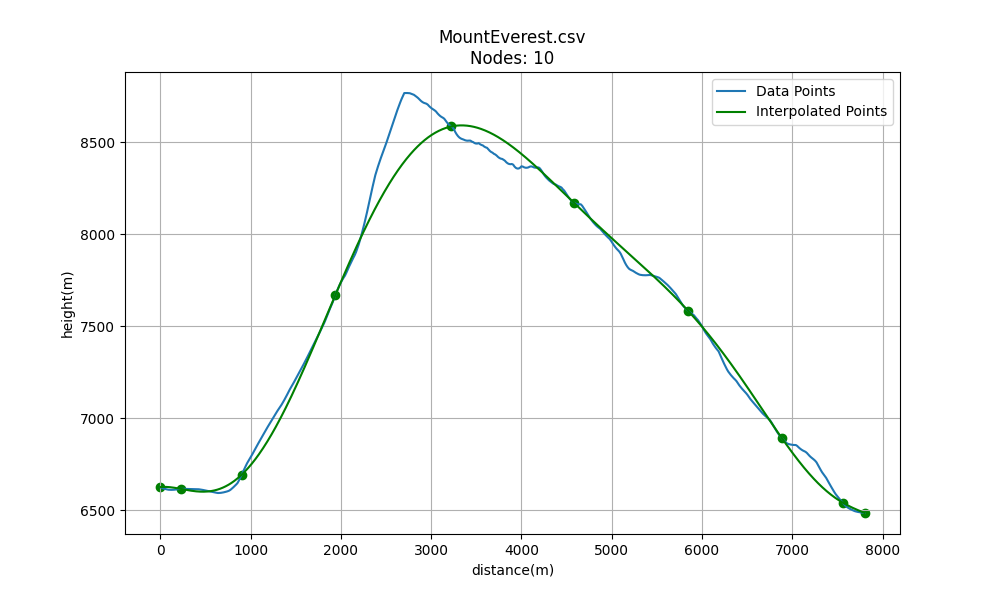 MountEverest.csv
Nodes: 10
Data Points
Interpolated Points
height(m)
8500
8000
7500
7000
6500
0 1000 2000 3000 4000 5000 6000 7000 8000
distance(m)